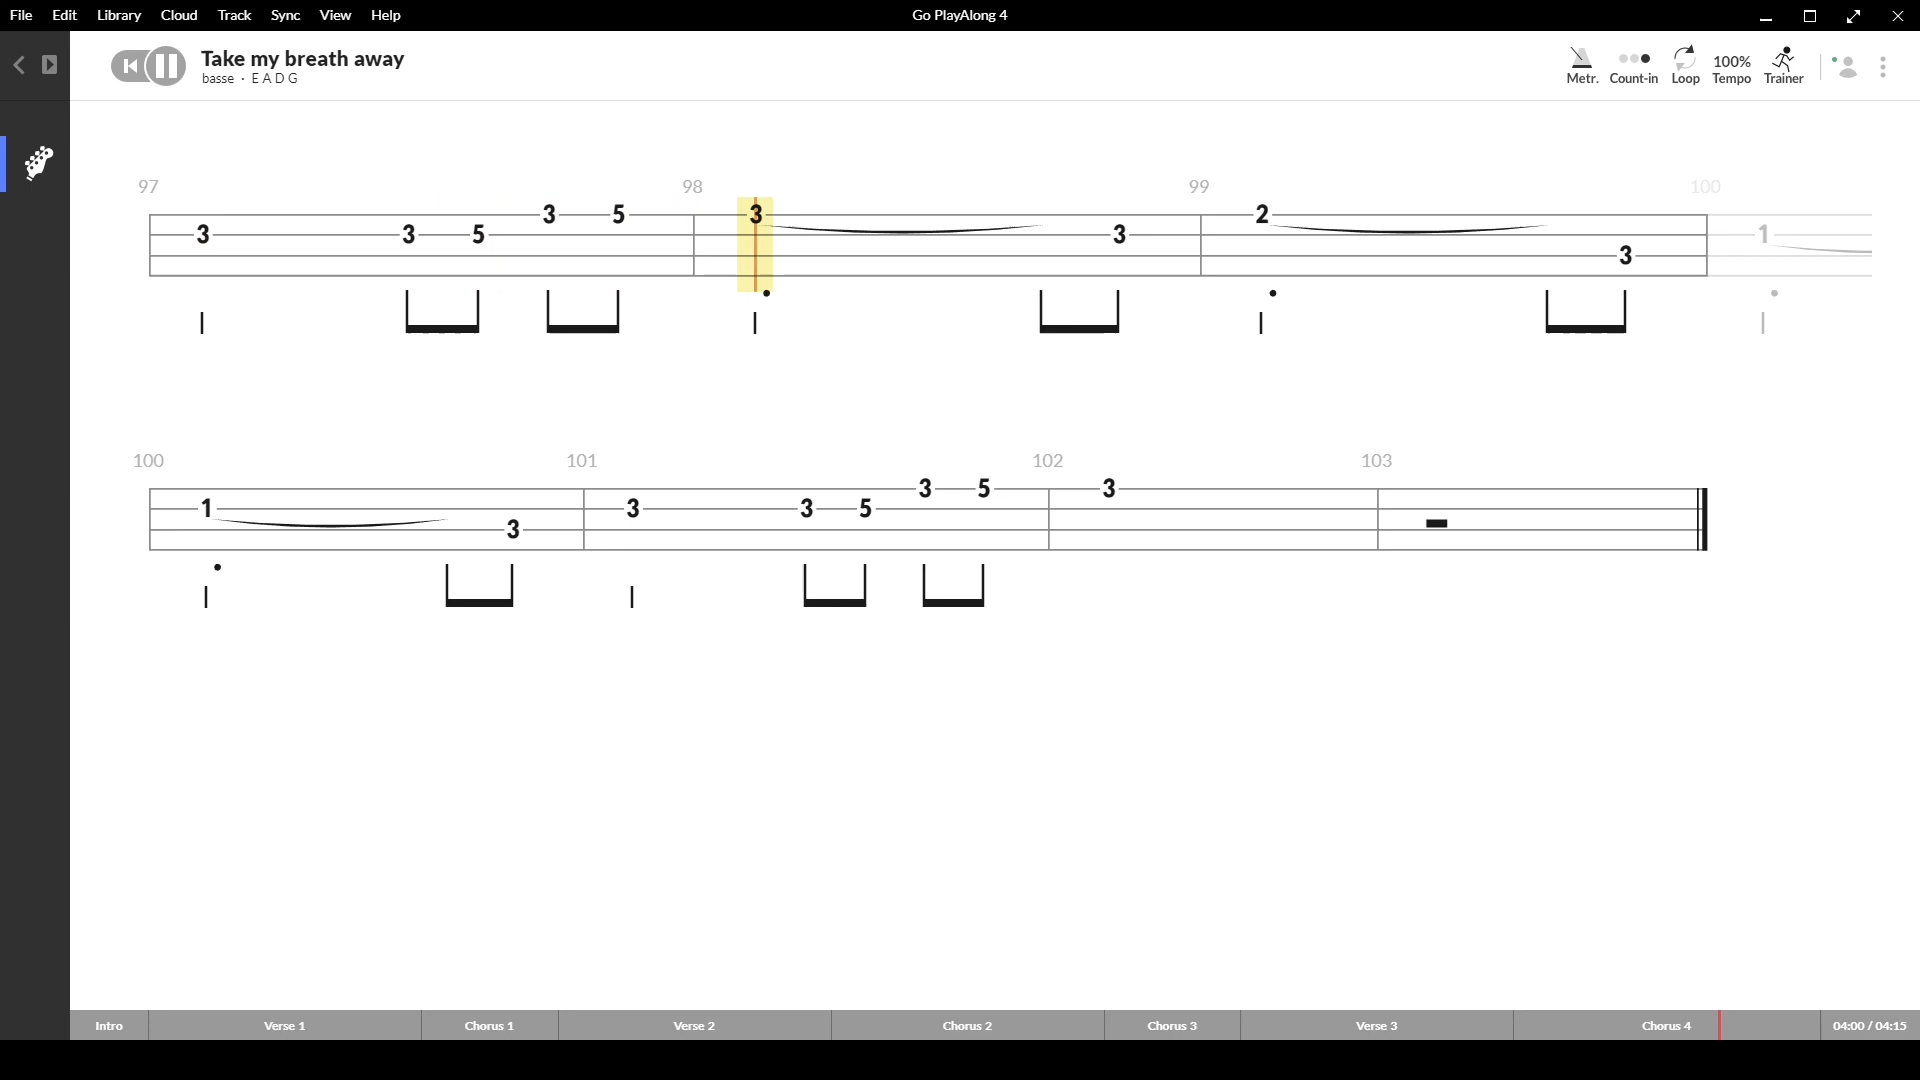 File Edit Library Cloud Track Sync View Help
Go PlayAlong 4
Take my breath away
basse · E A D G
Metr. Count-in Loop 100% Tempo Trainer
97 98 99 100
3 3 5 3 5 3 3 2 3 1
100 101 102 103
1 3 3 3 5 3 5 3
Intro Verse 1 Chorus 1 Verse 2 Chorus 2 Chorus 3 Verse 3 Chorus 4 04:00 / 04:15